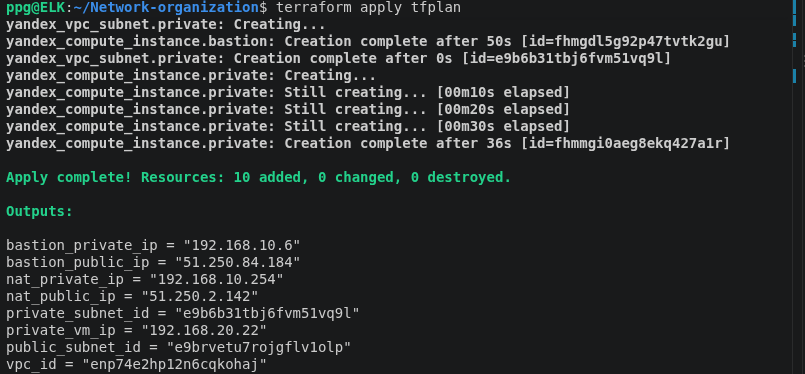 ppg@ELK:~/Network-organization$ terraform apply tfplan
yandex_vpc_subnet.private: Creating...
yandex_compute_instance.bastion: Creation complete after 50s [id=fhmgdl5g92p47tvtk2gu]
yandex_vpc_subnet.private: Creation complete after 0s [id=e9b6b31tbj6fvm51vq9l]
yandex_compute_instance.private: Creating...
yandex_compute_instance.private: Still creating... [00m10s elapsed]
yandex_compute_instance.private: Still creating... [00m20s elapsed]
yandex_compute_instance.private: Still creating... [00m30s elapsed]
yandex_compute_instance.private: Creation complete after 36s [id=fhmmgi0aeg8ekq427a1r]
Apply complete! Resources: 10 added, 0 changed, 0 destroyed.
Outputs:
bastion_private_ip = "192.168.10.6"
bastion_public_ip = "51.250.84.184"
nat_private_ip = "192.168.10.254"
nat_public_ip = "51.250.2.142"
private_subnet_id = "e9b6b31tbj6fvm51vq9l"
private_vm_ip = "192.168.20.22"
public_subnet_id = "e9brvetu7rojgflv1olp"
vpc_id = "enp74e2hp12n6cqkohaj"